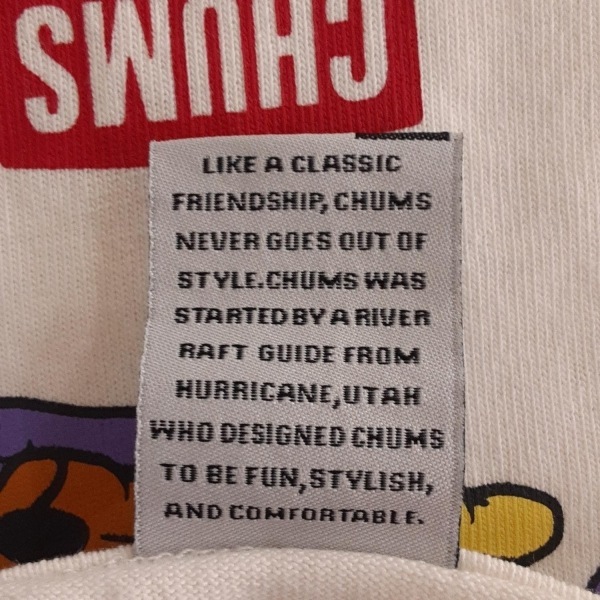 CHUMS
LIKE A CLASSIC
FRIENDSHIP, CHUMS
NEVER GOES OUT OF
STYLE.CHUMS WAS
STARTED BY A RIVER
RAFT GUIDE FROM
HURRICANE,UTAH
WHO DESIGNED CHUMS
TO BE FUN,STYLISH,
AND COMFORTABLE.